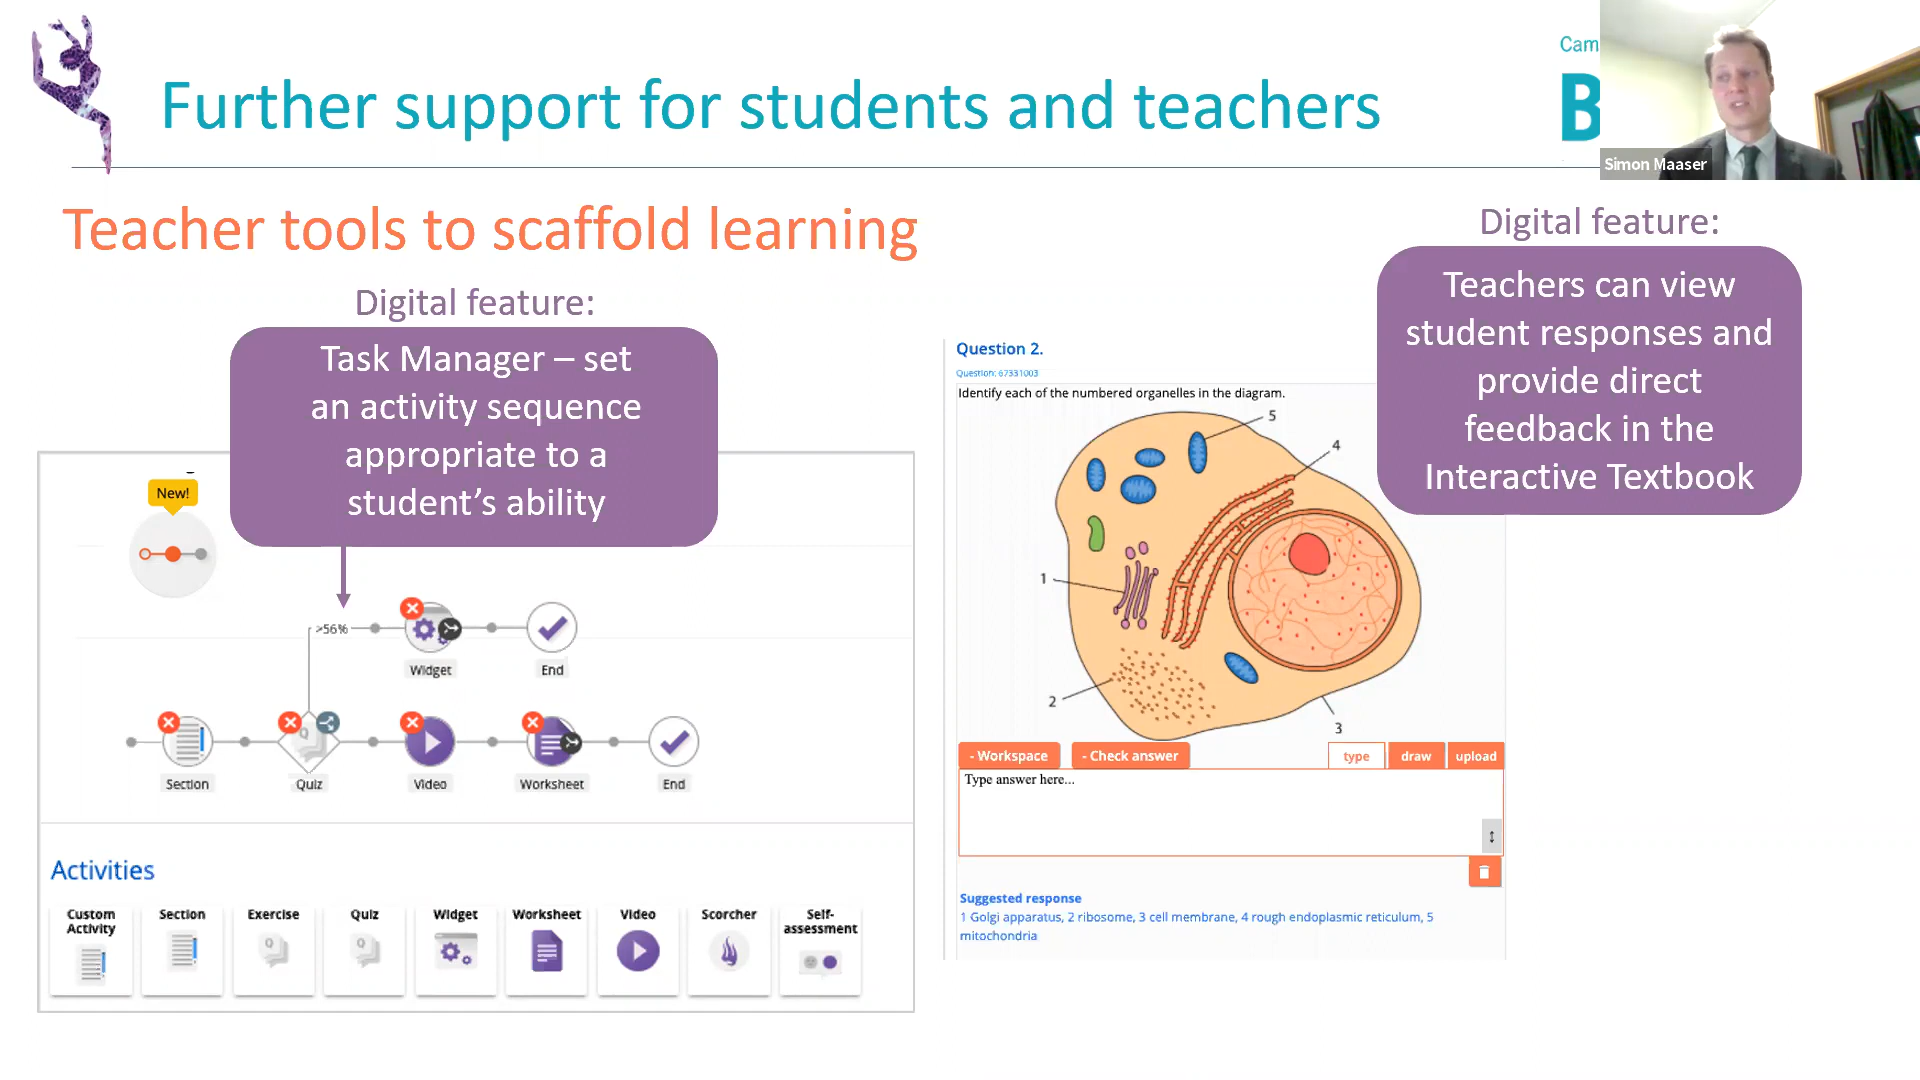 Further support for students and teachers
Cam
B
Simon Maaser
Teacher tools to scaffold learning
Digital feature:
Task Manager – set
an activity sequence
appropriate to a
student's ability
New!
>56%
Widget
End
Section
Quiz
Video
Worksheet
End
Activities
Custom Activity
Section
Exercise
Quiz
Widget
Worksheet
Video
Scorcher
Self-assessment
Digital feature:
Teachers can view
student responses and
provide direct
feedback in the
Interactive Textbook
Question 2.
Question: 67331003
Identify each of the numbered organelles in the diagram.
5
4
1
2
3
- Workspace
- Check answer
type
draw
upload
Type answer here...
Suggested response
1 Golgi apparatus, 2 ribosome, 3 cell membrane, 4 rough endoplasmic reticulum, 5
mitochondria